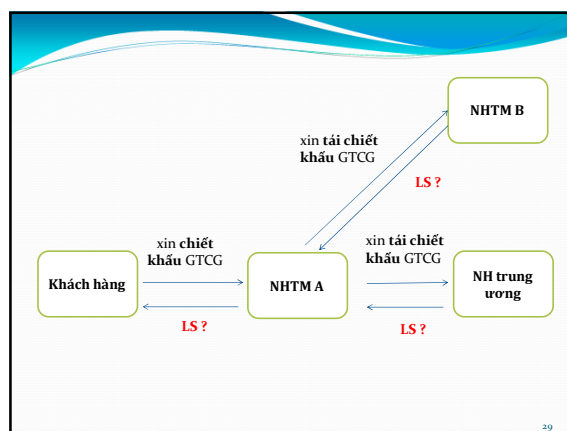 NHTM B
xin tái chiết
khấu GTCG
LS ?
xin chiết
khấu GTCG
xin tái chiết
khấu GTCG
Khách hàng
NHTM A
NH trung
ương
LS ?
LS ?
29